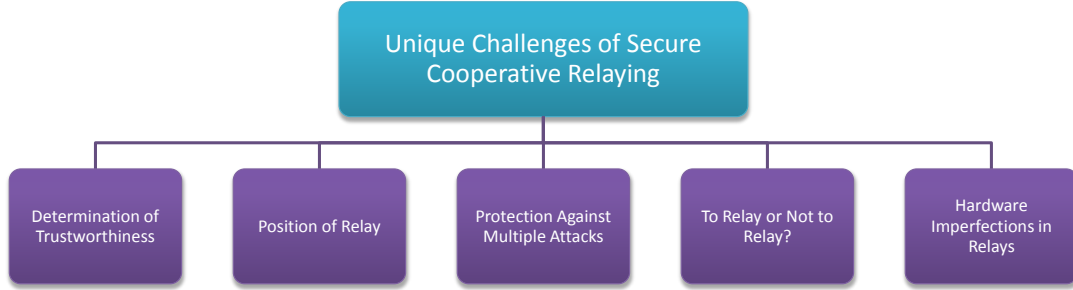 Unique Challenges of Secure
Cooperative Relaying
Determination of
Trustworthiness
Position of Relay
Protection Against
Multiple Attacks
To Relay or Not to
Relay?
Hardware
Imperfections in
Relays